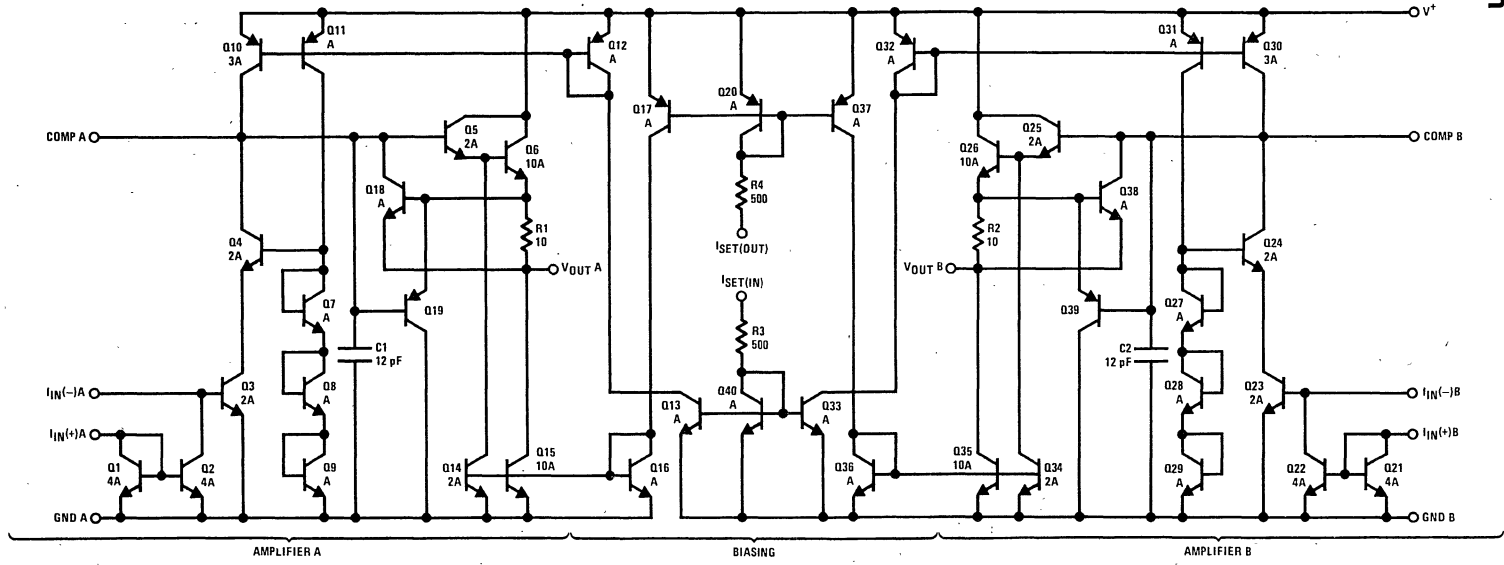 V+
Q10
3A
Q11
A
Q12
A
Q32
A
Q31
A
Q30
3A
Q17
A
Q20
A
Q37
A
COMP A
Q5
2A
Q6
10A
Q25
2A
Q26
10A
COMP B
Q18
A
R4
500
Q38
A
R1
10
R2
10
Q4
2A
ISET(OUT)
Q24
2A
VOUT A
VOUT B
ISET(IN)
Q7
A
Q19
Q39
Q27
A
R3
500
C1
12 pF
C2
12 pF
IIN(–)A
Q3
2A
Q8
A
Q13
A
Q40
A
Q33
A
Q28
A
Q23
2A
IIN(–)B
IIN(+)A
IIN(+)B
Q1
4A
Q2
4A
Q9
A
Q14
2A
Q15
10A
Q16
A
Q36
A
Q35
10A
Q34
2A
Q29
A
Q22
4A
Q21
4A
GND A
GND B
AMPLIFIER A
BIASING
AMPLIFIER B